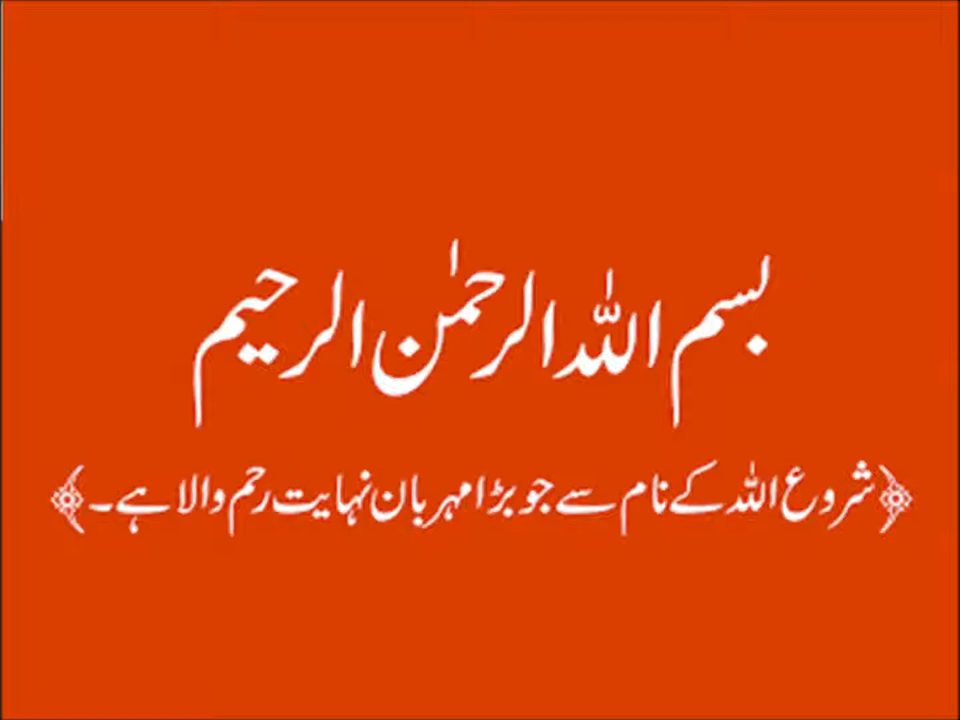 بسم اللہ الرحمٰن الرحیم
﴿شروع اللہ کے نام سے جو بڑا مہربان نہایت رحم والا ہے۔﴾